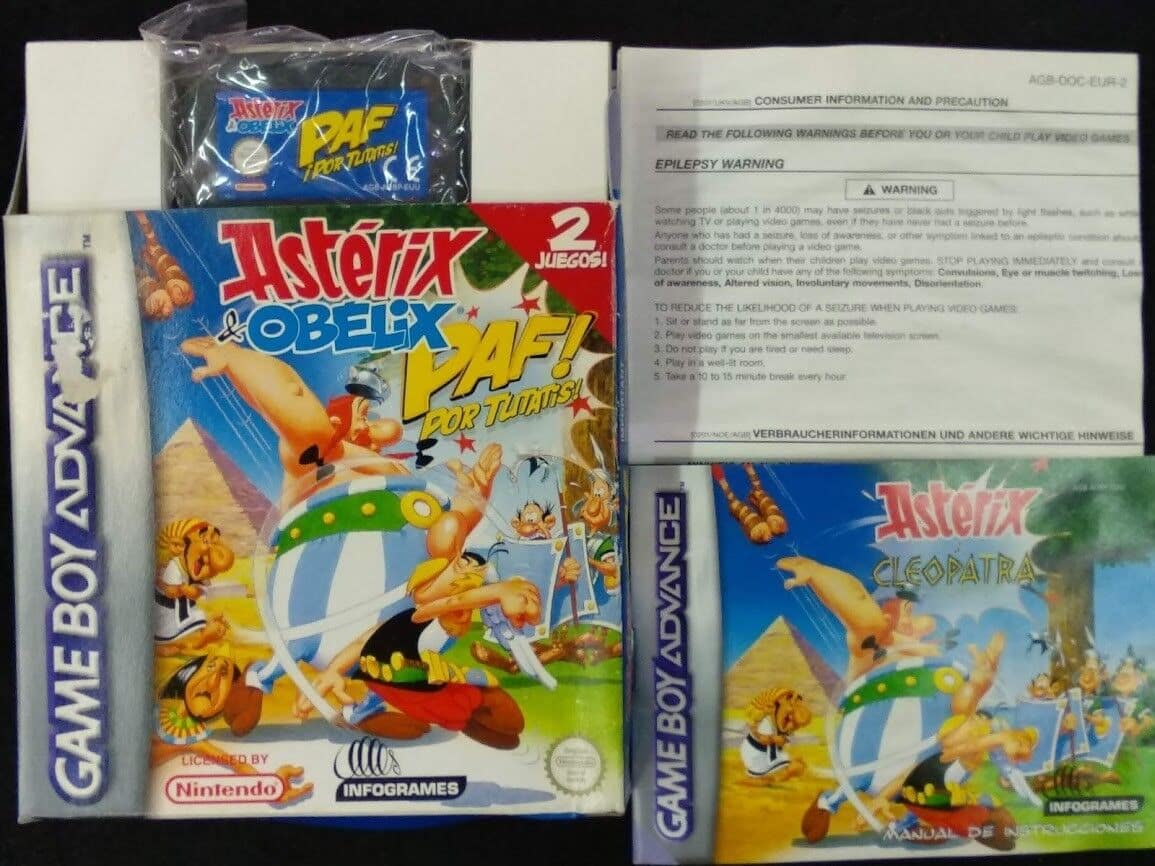 Astérix
& OBELIX
PAF
¡POR TUTATIS!
GAME BOY ADVANCE
TM
2
JUEGOS!
Astérix
& OBELIX
PAF!
POR TUTATIS!
LICENSED BY
Nintendo
INFOGRAMES
AGB-DOC-EUR-2
CONSUMER INFORMATION AND PRECAUTION
READ THE FOLLOWING WARNINGS BEFORE YOU OR YOUR CHILD PLAY VIDEO GAMES
EPILEPSY WARNING
WARNING
Some people (about 1 in 4000) may have seizures or black outs triggered by light flashes, such as while
watching TV or playing video games, even if they have never had a seizure before.
Anyone who has had a seizure, loss of awareness, or other symptom linked to an epileptic condition should
consult a doctor before playing a video game.
Parents should watch when their children play video games. STOP PLAYING IMMEDIATELY and consult
doctor if you or your child have any of the following symptoms: Convulsions, Eye or muscle twitching, Loss
of awareness, Altered vision, Involuntary movements, Disorientation.
TO REDUCE THE LIKELIHOOD OF A SEIZURE WHEN PLAYING VIDEO GAMES:
1. Sit or stand as far from the screen as possible.
2. Play video games on the smallest available television screen.
3. Do not play if you are tired or need sleep.
4. Play in a well-lit room.
5. Take a 10 to 15 minute break every hour.
[0201/NOE/AGB] VERBRAUCHERINFORMATIONEN UND ANDERE WICHTIGE HINWEISE
GAME BOY ADVANCE
Astérix
CLEOPATRA
INFOGRAMES
MANUAL DE INSTRUCCIONES